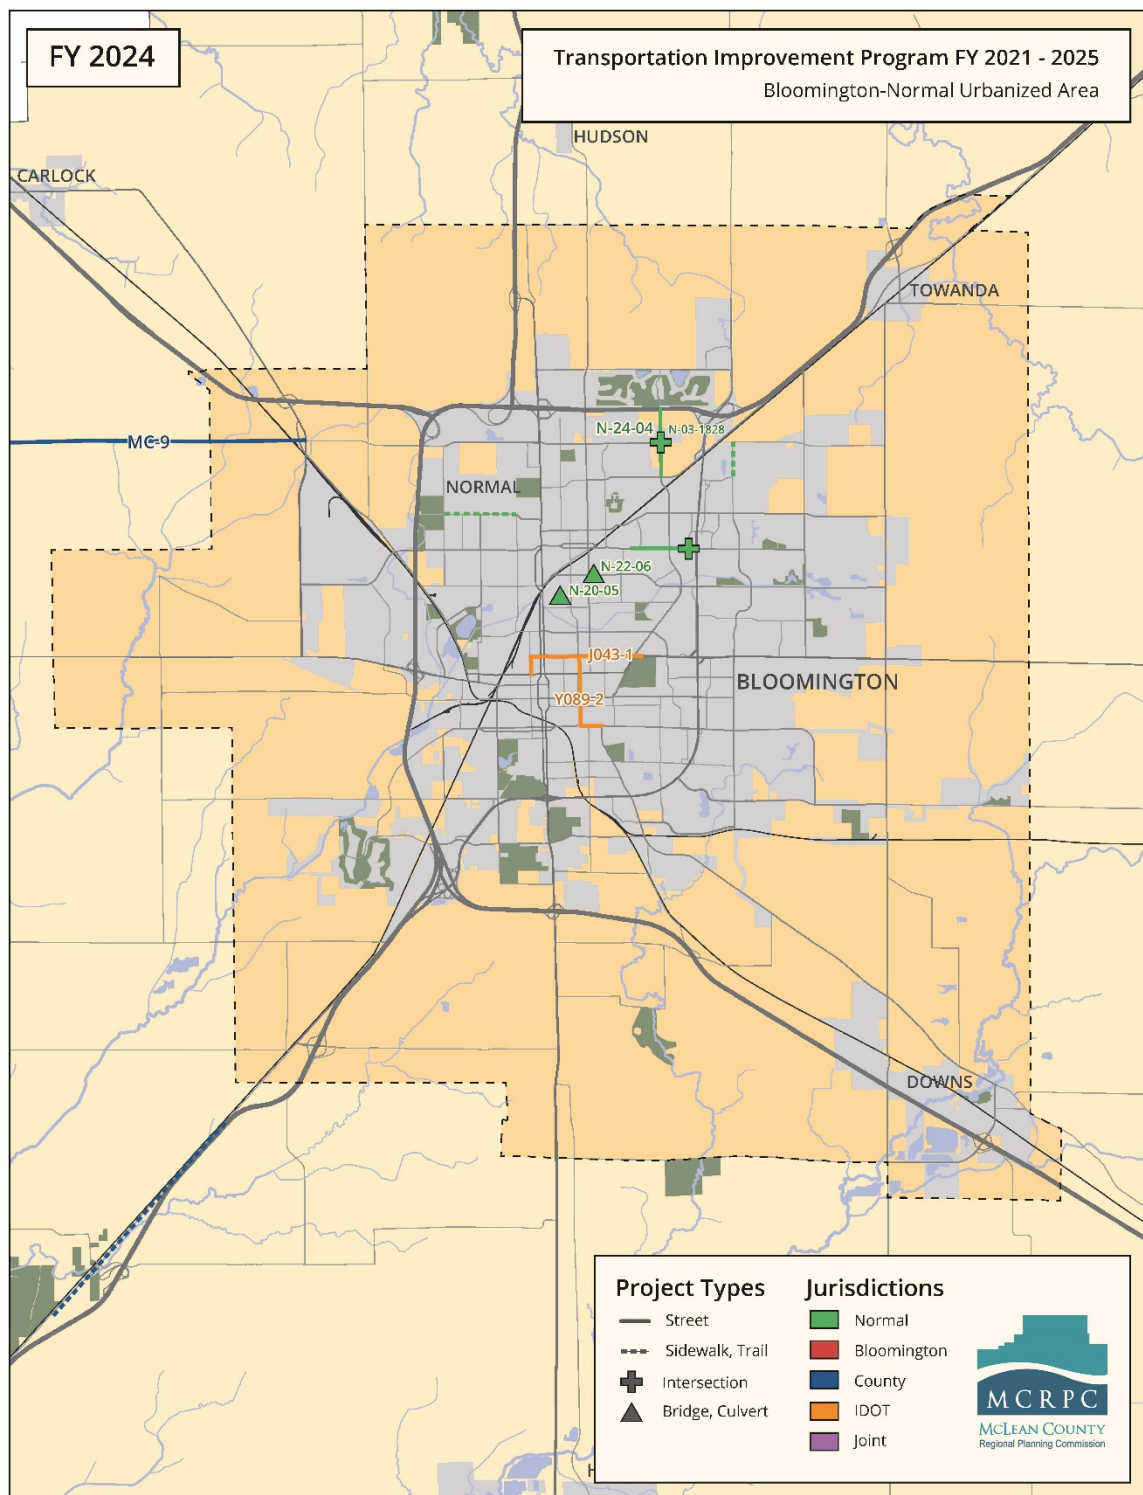 FY 2024
Transportation Improvement Program FY 2021 - 2025
Bloomington-Normal Urbanized Area
HUDSON
CARLOCK
TOWANDA
N-24-04
N-03-1828
MC-9
NORMAL
N-22-06
N-20-05
J043-1
BLOOMINGTON
Y089-2
DOWNS
H
Project Types
Street
Sidewalk, Trail
Intersection
Bridge, Culvert
Jurisdictions
Normal
Bloomington
County
IDOT
Joint
MCRPC
MCLEAN COUNTY
Regional Planning Commission